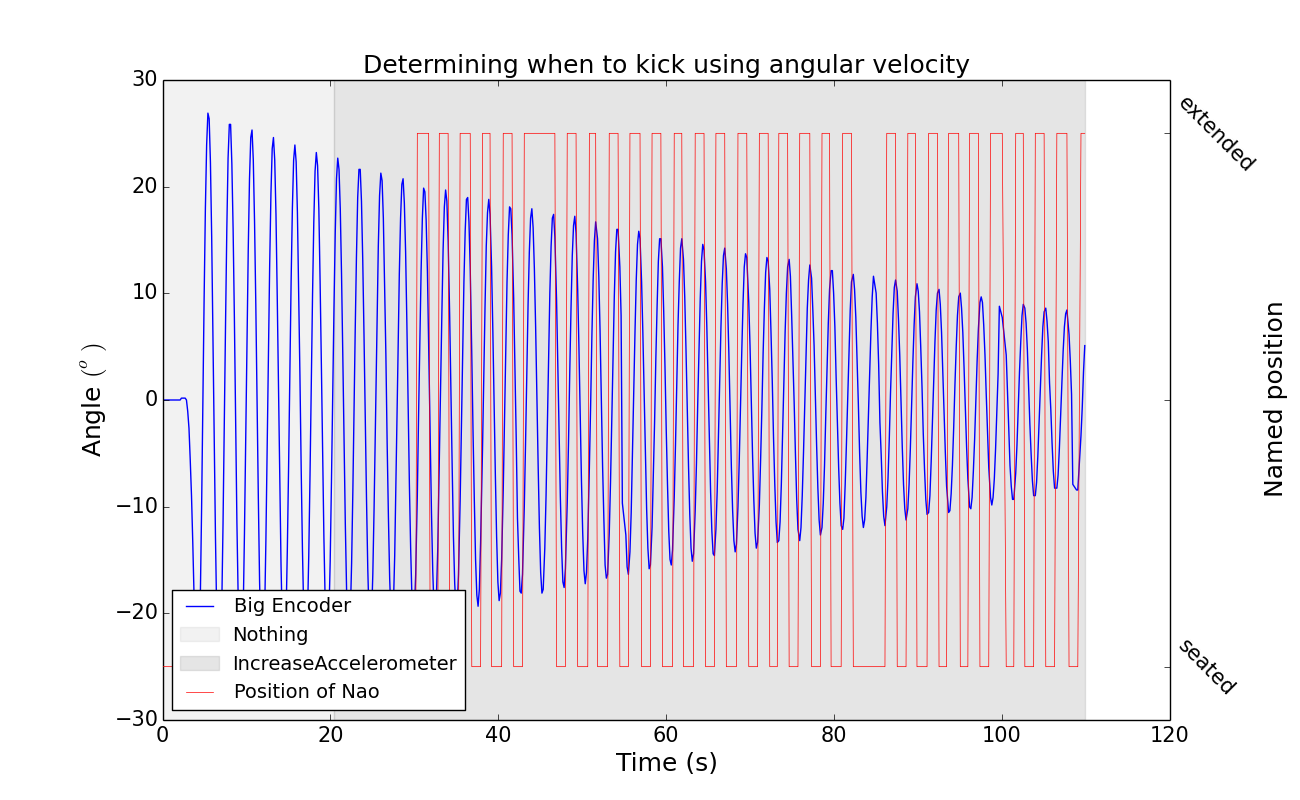 Determining when to kick using angular velocity
30
20
10
0
−10
−20
−30
Angle (°)
extended
seated
Named position
Big Encoder
Nothing
IncreaseAccelerometer
Position of Nao
0 20 40 60 80 100 120
Time (s)